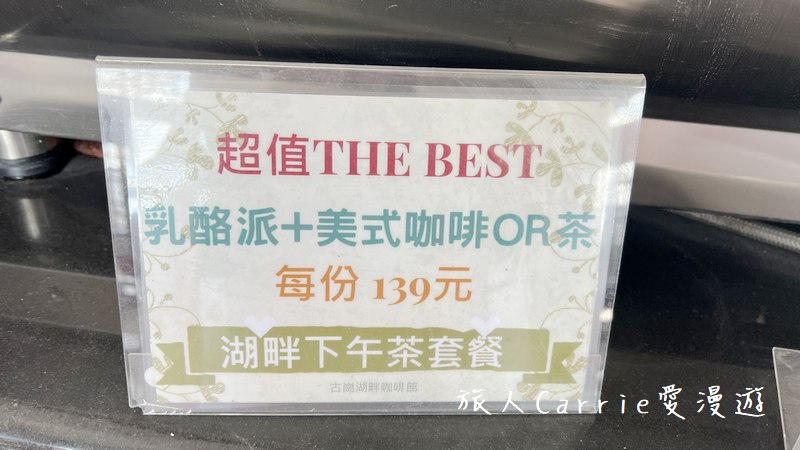 超值THE BEST
乳酪派+美式咖啡OR茶
每份 139元
湖畔下午茶套餐
古崗湖畔咖啡館
旅人Carrie愛漫遊